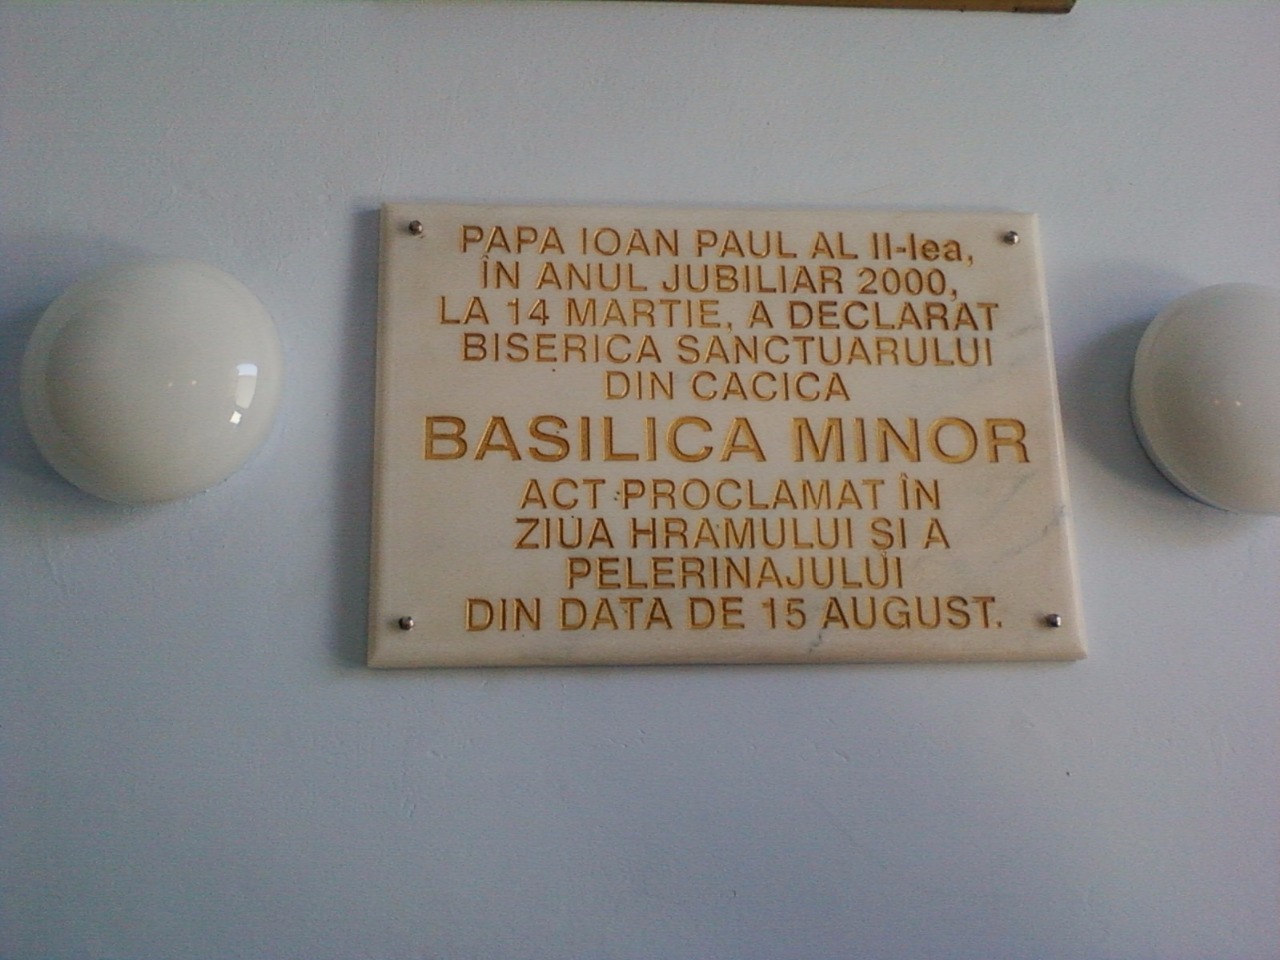 PAPA IOAN PAUL AL II-lea,
ÎN ANUL JUBILIAR 2000,
LA 14 MARTIE, A DECLARAT
BISERICA SANCTUARULUI
DIN CACICA
BASILICA MINOR
ACT PROCLAMAT ÎN
ZIUA HRAMULUI ŞI A
PELERINAJULUI
DIN DATA DE 15 AUGUST.